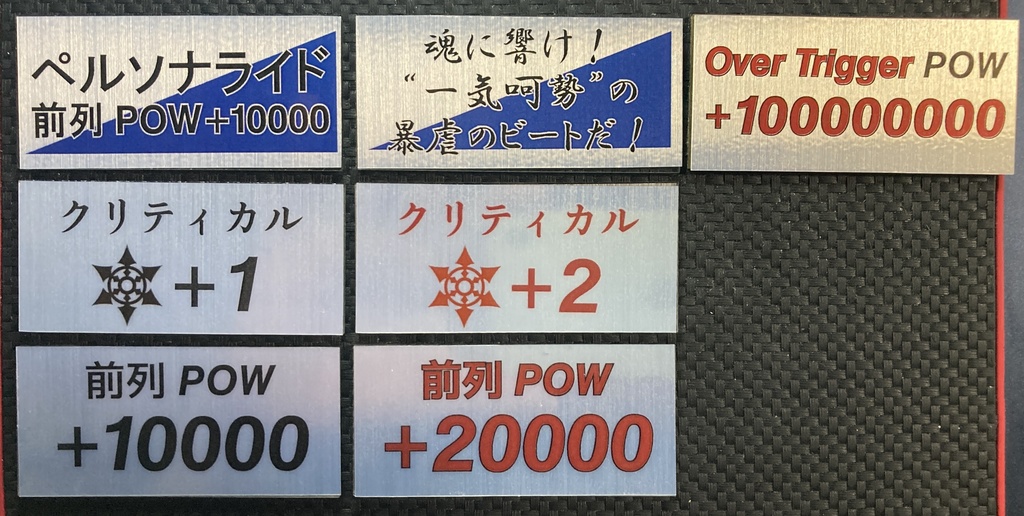 ペルソナライド
前列 POW+10000
魂に響け！
“一気呵勢”の
暴虐のビートだ！
Over Trigger POW
+100000000
クリティカル
+1
クリティカル
+2
前列 POW
+10000
前列 POW
+20000